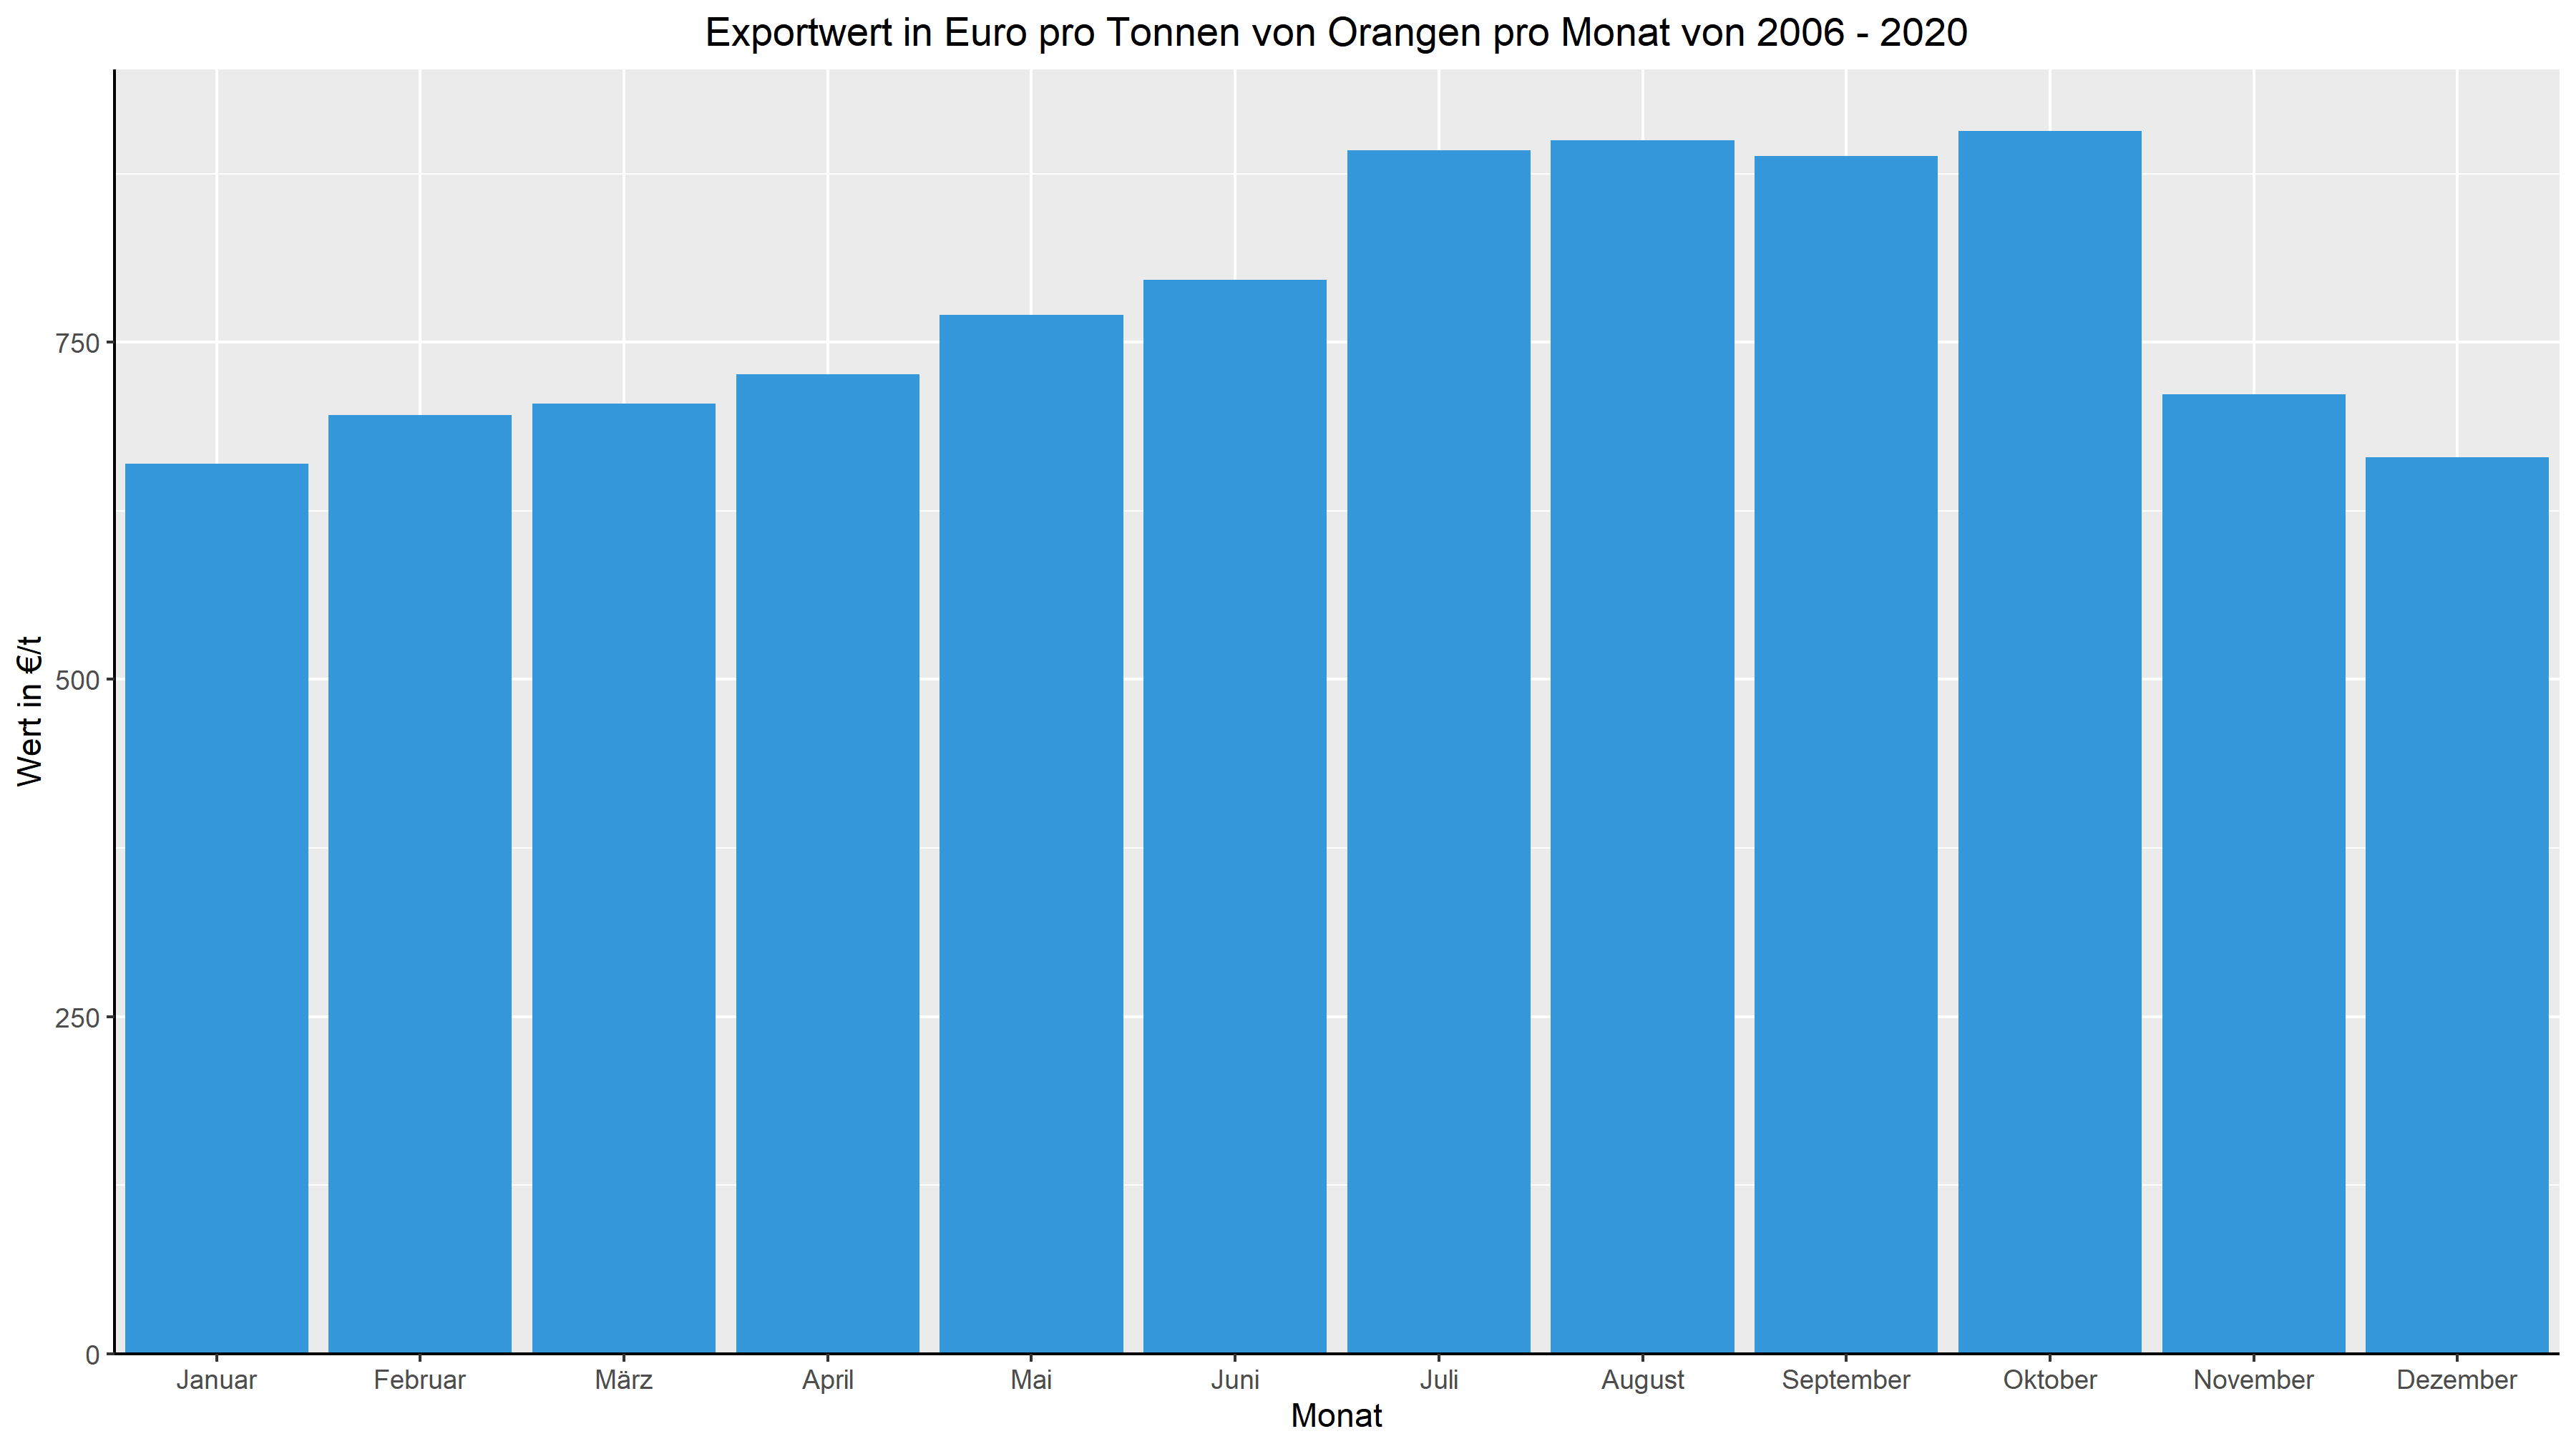 Exportwert in Euro pro Tonnen von Orangen pro Monat von 2006 - 2020
Wert in €/t
750
500
250
0
Januar Februar März April Mai Juni Juli August September Oktober November Dezember
Monat